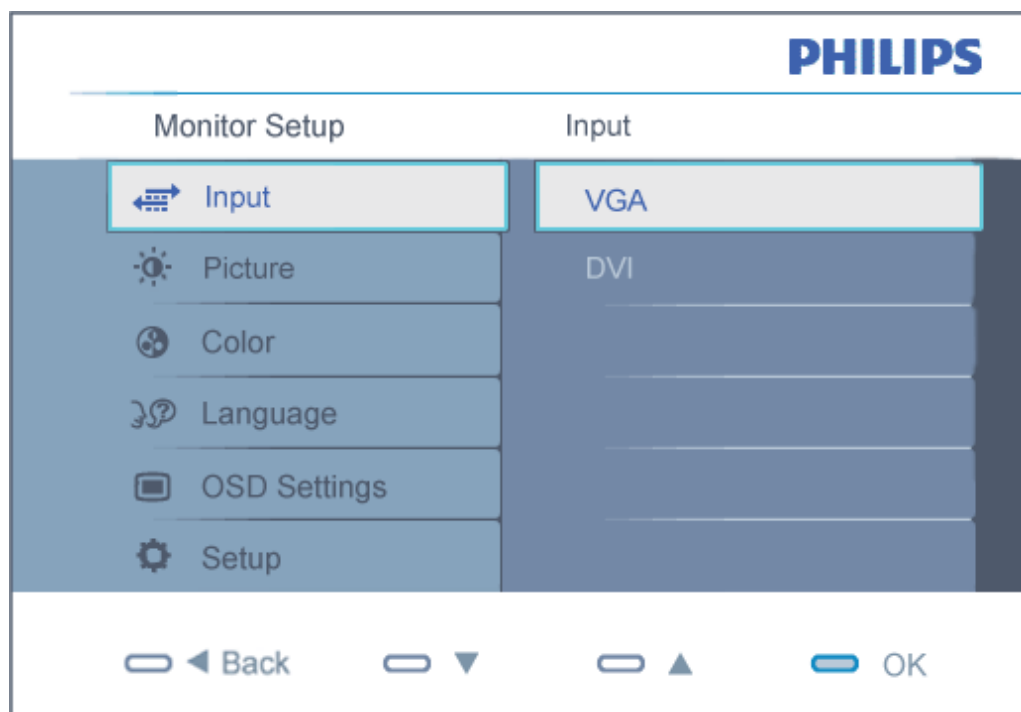 PHILIPS
Monitor Setup Input
Input VGA
Picture DVI
Color
Language
OSD Settings
Setup
Back OK